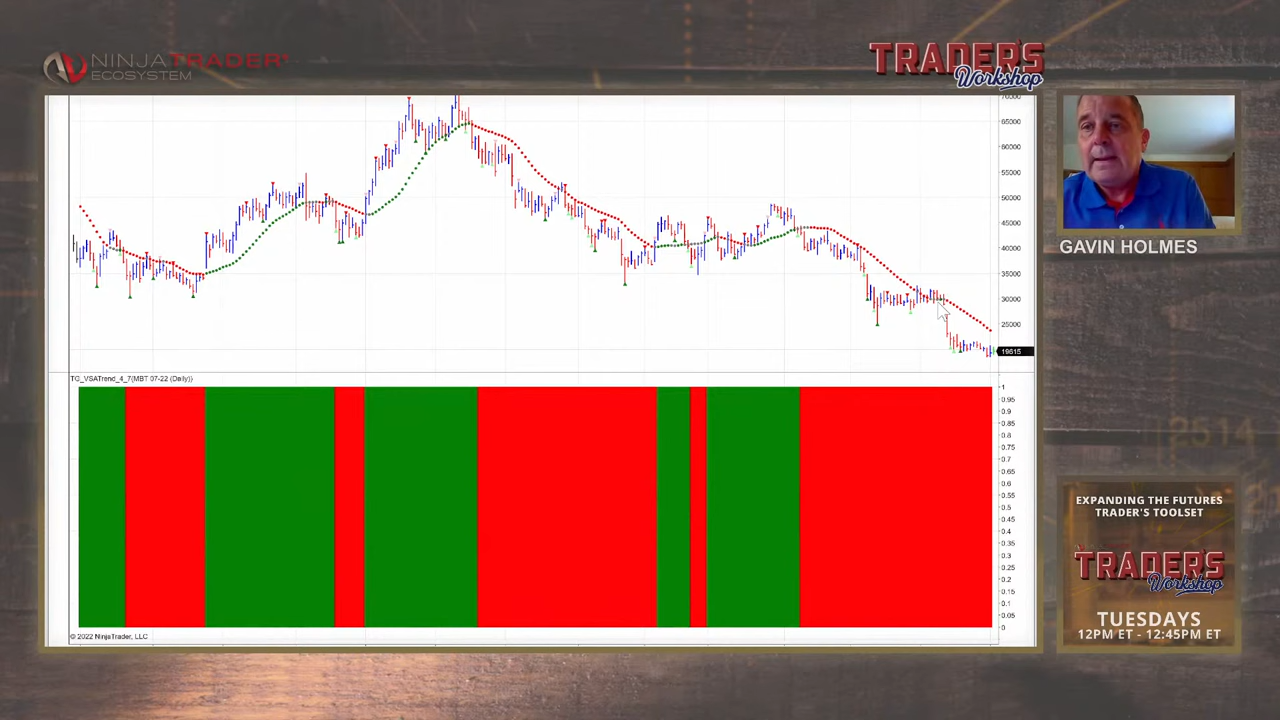 NINJATRADER
ECOSYSTEM
TRADER'S
Workshop
70000
65000
60000
55000
50000
45000
40000
35000
30000
25000
19615
GAVIN HOLMES
TG_VSATrend_4_7(MBT 07-22 (Daily))
1
0.95
0.9
0.85
0.8
0.75
0.7
0.65
0.6
0.55
0.5
0.45
0.4
0.35
0.3
0.25
0.2
0.15
0.1
0.05
0
© 2022 NinjaTrader, LLC
2514
EXPANDING THE FUTURES
TRADER'S TOOLSET
TRADER'S
Workshop
TUESDAYS
12PM ET - 12:45PM ET